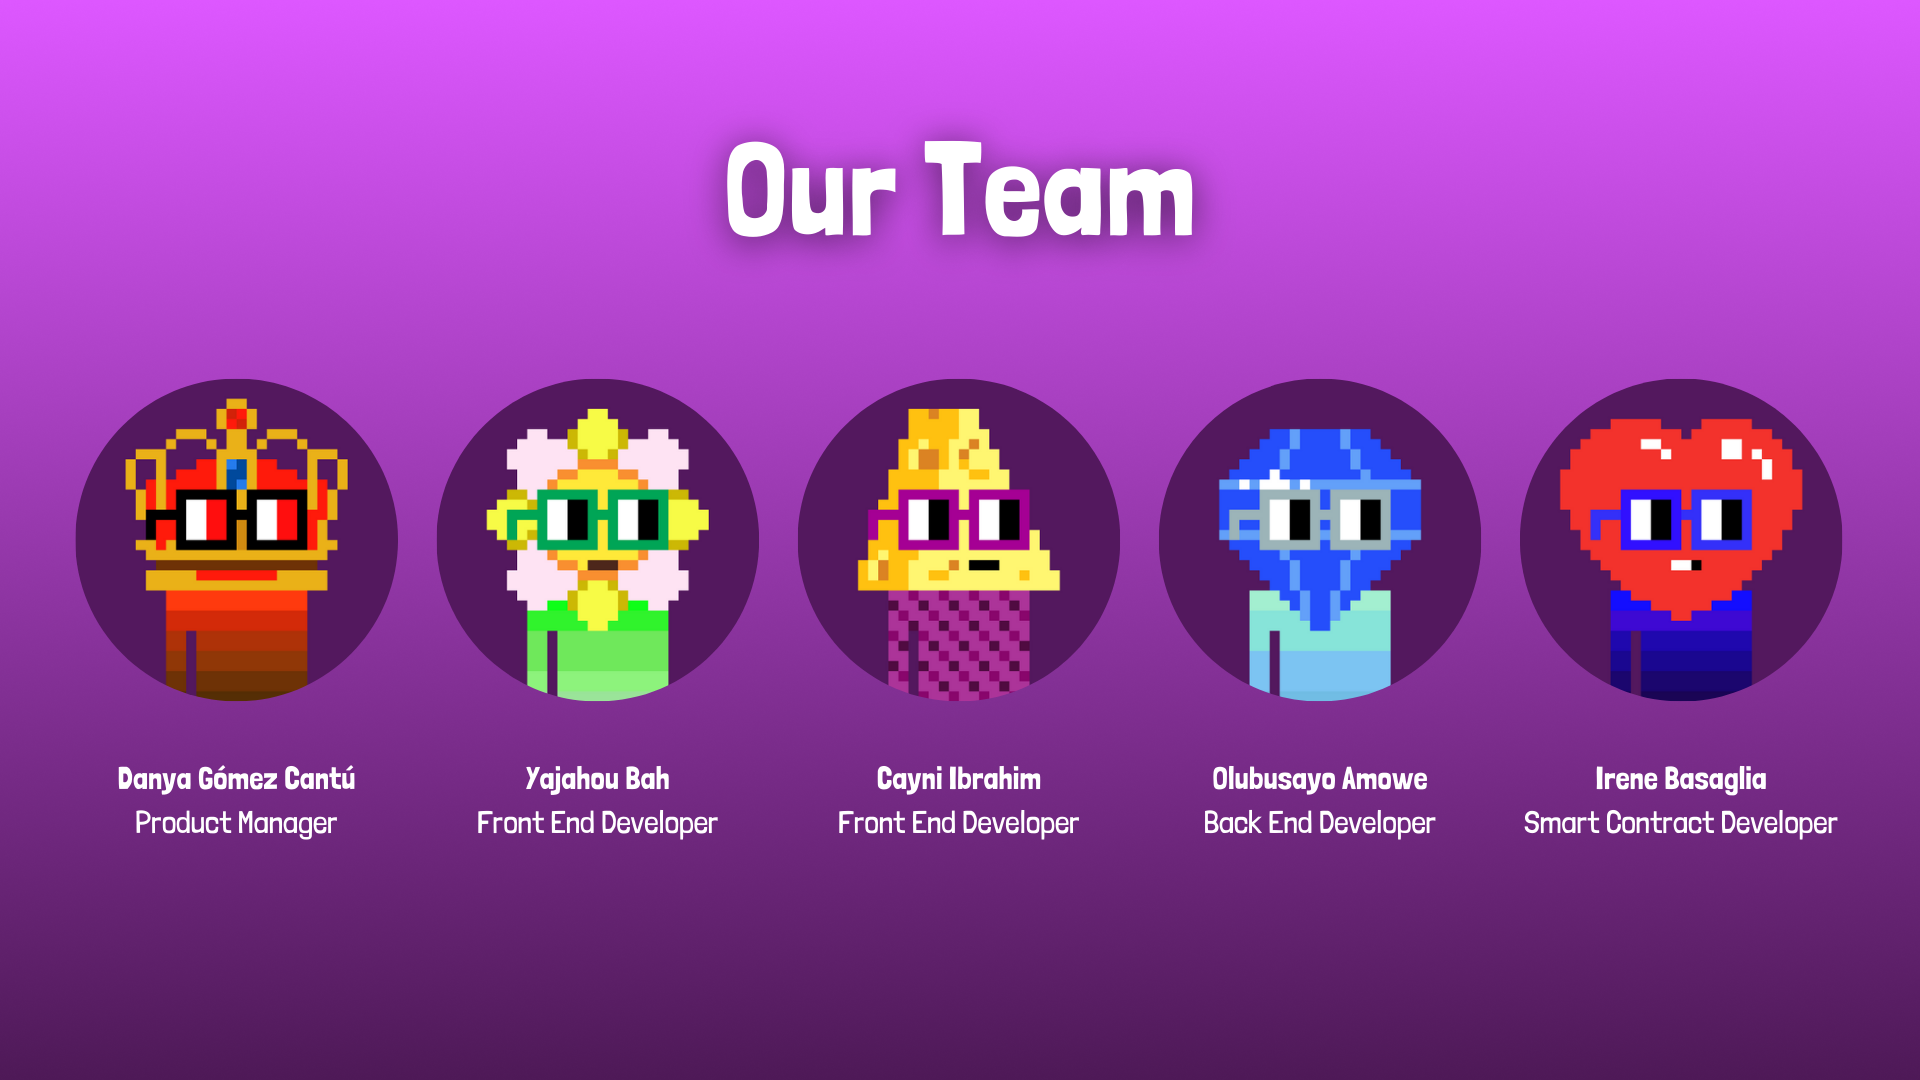 Our Team
Danya Gómez Cantú
Product Manager
Yajahou Bah
Front End Developer
Cayni Ibrahim
Front End Developer
Olubusayo Amowe
Back End Developer
Irene Basaglia
Smart Contract Developer